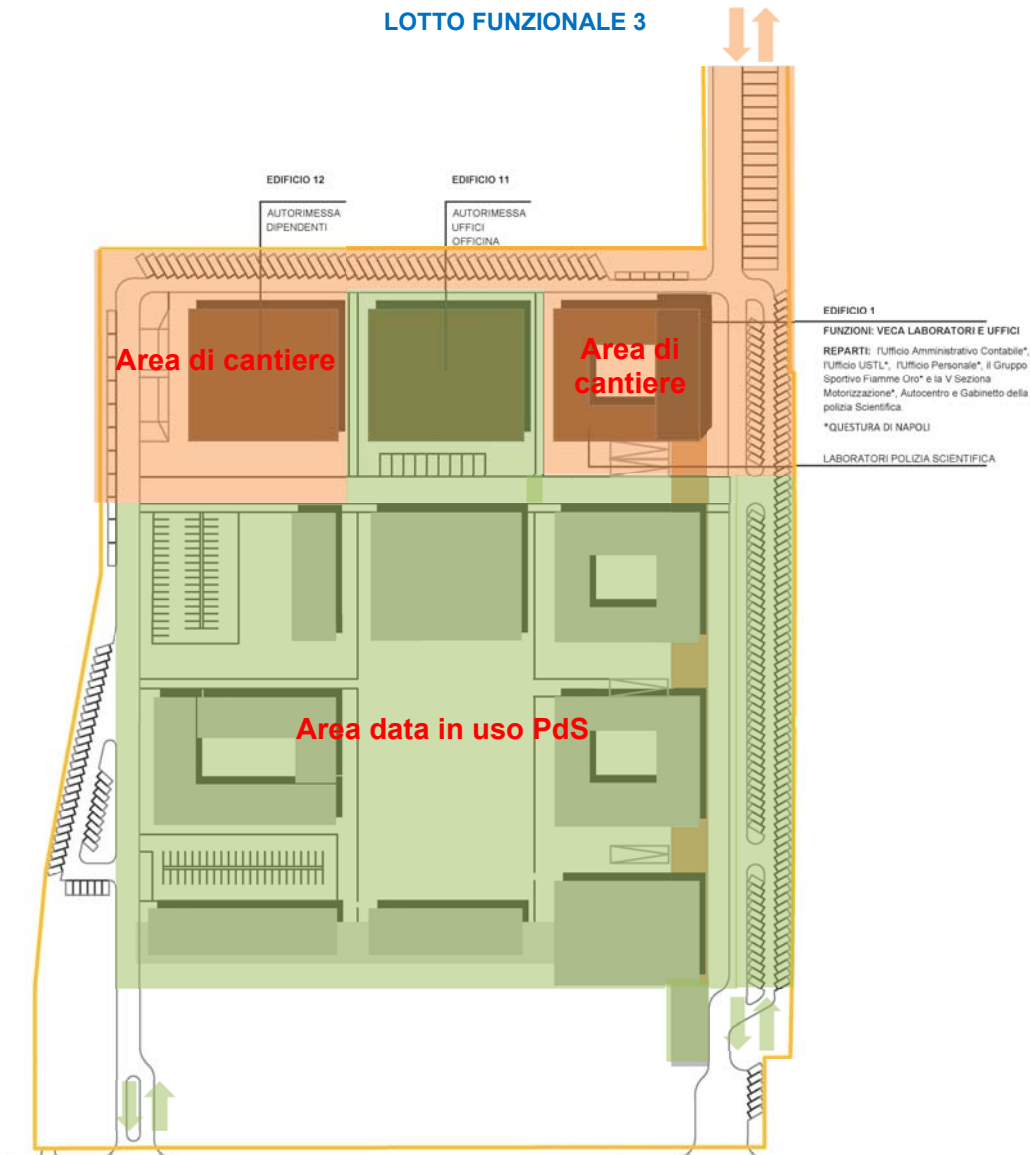 LOTTO FUNZIONALE 3
EDIFICIO 12
AUTORIMESSA
DIPENDENTI
EDIFICIO 11
AUTORIMESSA
UFFICI
OFFICINA
EDIFICIO 1
FUNZIONI: VECA LABORATORI E UFFICI
REPARTI: l'Ufficio Amministrativo Contabile*,
l'Ufficio USTL*, l'Ufficio Personale*, il Gruppo
Sportivo Fiamme Oro* e la V Seziona
Motorizzazione*, Autocentro e Gabinetto della
polizia Scientifica.
*QUESTURA DI NAPOLI
LABORATORI POLIZIA SCIENTIFICA
Area di cantiere
Area di
cantiere
Area data in uso PdS